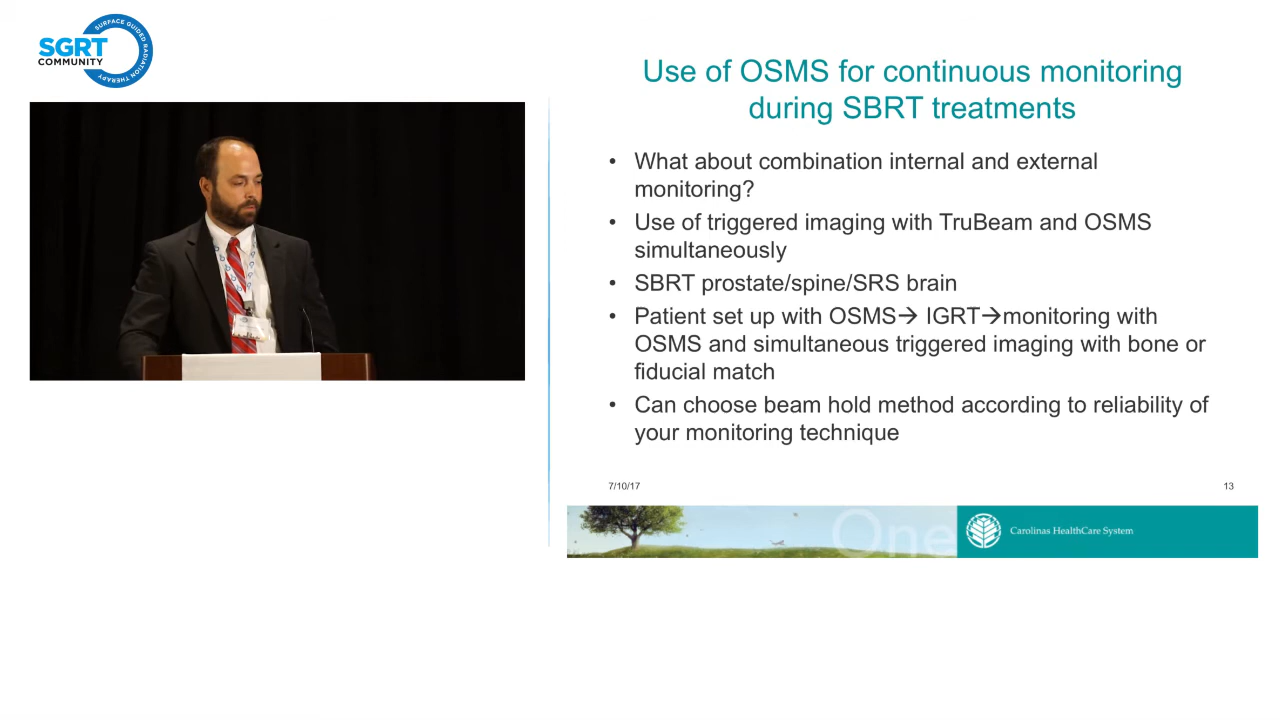 SURFACE GUIDED RADIATION THERAPY
SGRT
COMMUNITY
Use of OSMS for continuous monitoring
during SBRT treatments
• What about combination internal and external
monitoring?
• Use of triggered imaging with TruBeam and OSMS
simultaneously
• SBRT prostate/spine/SRS brain
• Patient set up with OSMS→ IGRT→monitoring with
OSMS and simultaneous triggered imaging with bone or
fiducial match
• Can choose beam hold method according to reliability of
your monitoring technique
7/10/17
13
One
Carolinas HealthCare System